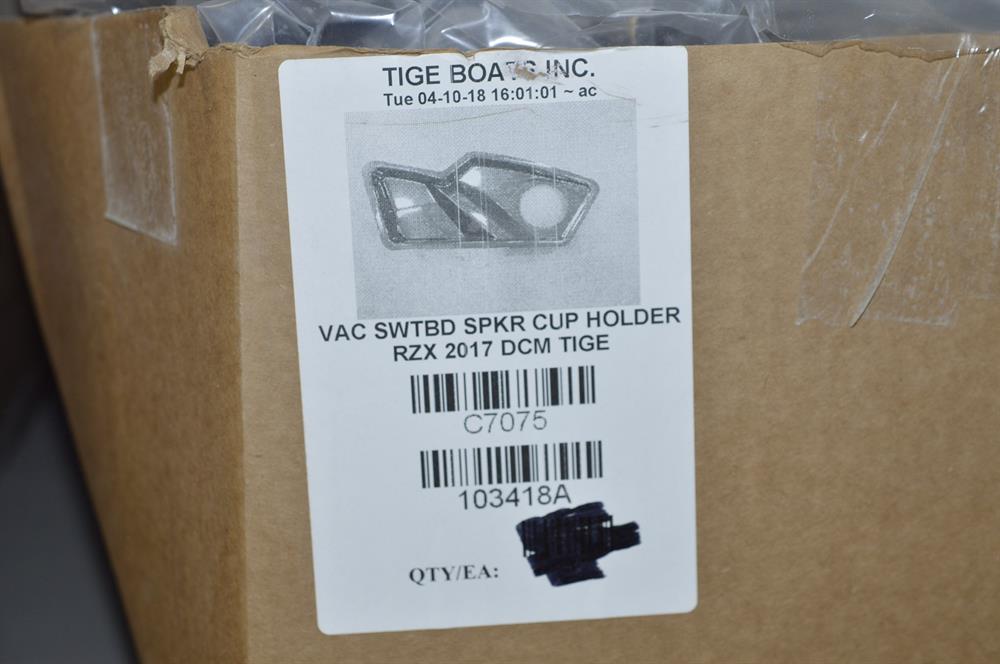 TIGE BOATS INC.
Tue 04-10-18 16:01:01 ~ ac
VAC SWTBD SPKR CUP HOLDER
RZX 2017 DCM TIGE
C7075
103418A
QTY/EA: